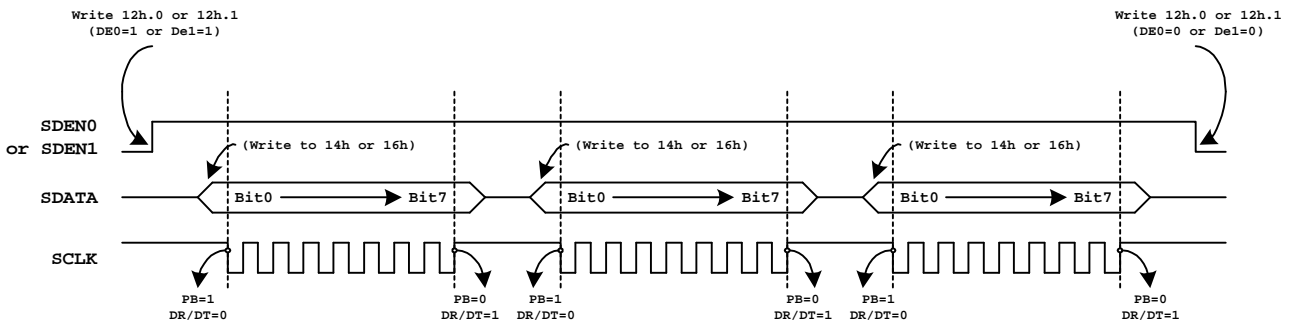 Write 12h.0 or 12h.1
(DE0=1 or De1=1)
Write 12h.0 or 12h.1
(DE0=0 or De1=0)
SDEN0
or SDEN1
(Write to 14h or 16h)
(Write to 14h or 16h)
(Write to 14h or 16h)
SDATA
Bit0
Bit7
Bit0
Bit7
Bit0
Bit7
SCLK
PB=1
DR/DT=0
PB=0
DR/DT=1
PB=1
DR/DT=0
PB=0
DR/DT=1
PB=1
DR/DT=0
PB=0
DR/DT=1